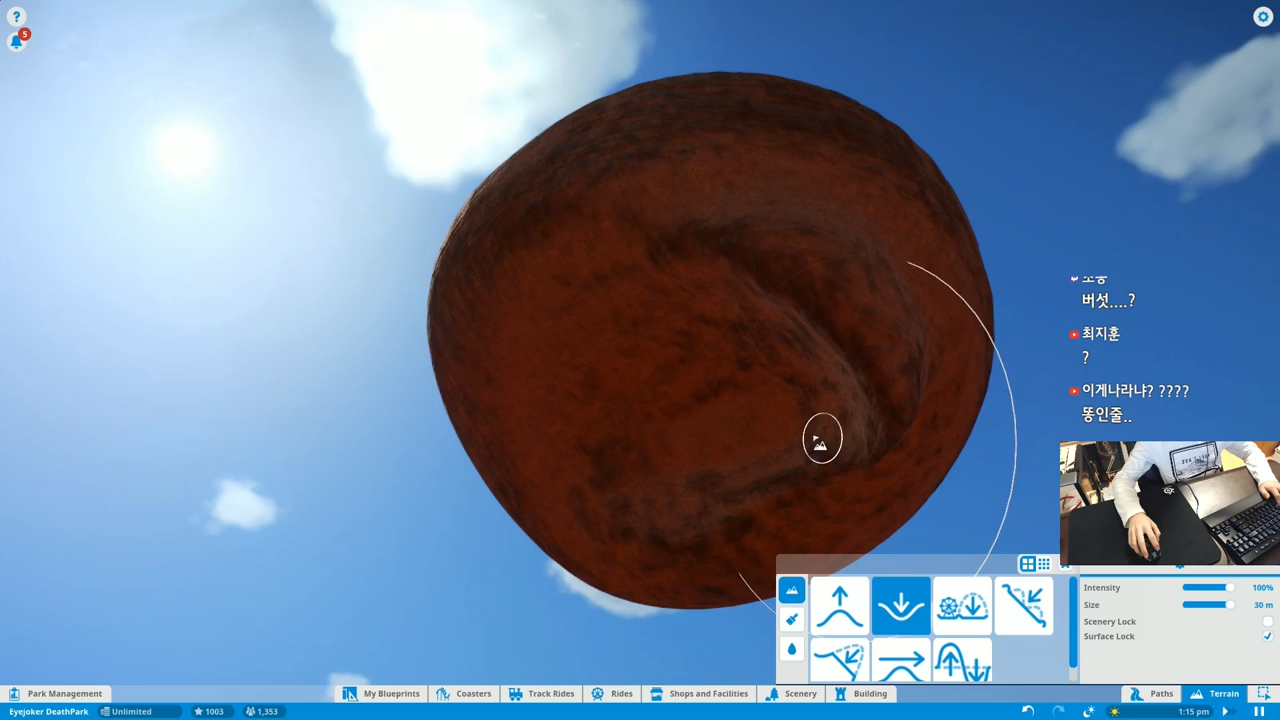 ?
5
버섯....?
최지훈
?
이게나라냐? ????
똥인줄..
Intensity 100%
Size 30 m
Scenery Lock
Surface Lock
Park Management
My Blueprints
Coasters
Track Rides
Rides
Shops and Facilities
Scenery
Building
Paths
Terrain
Eyejoker DeathPark
Unlimited
1003
1,353
1:15 pm